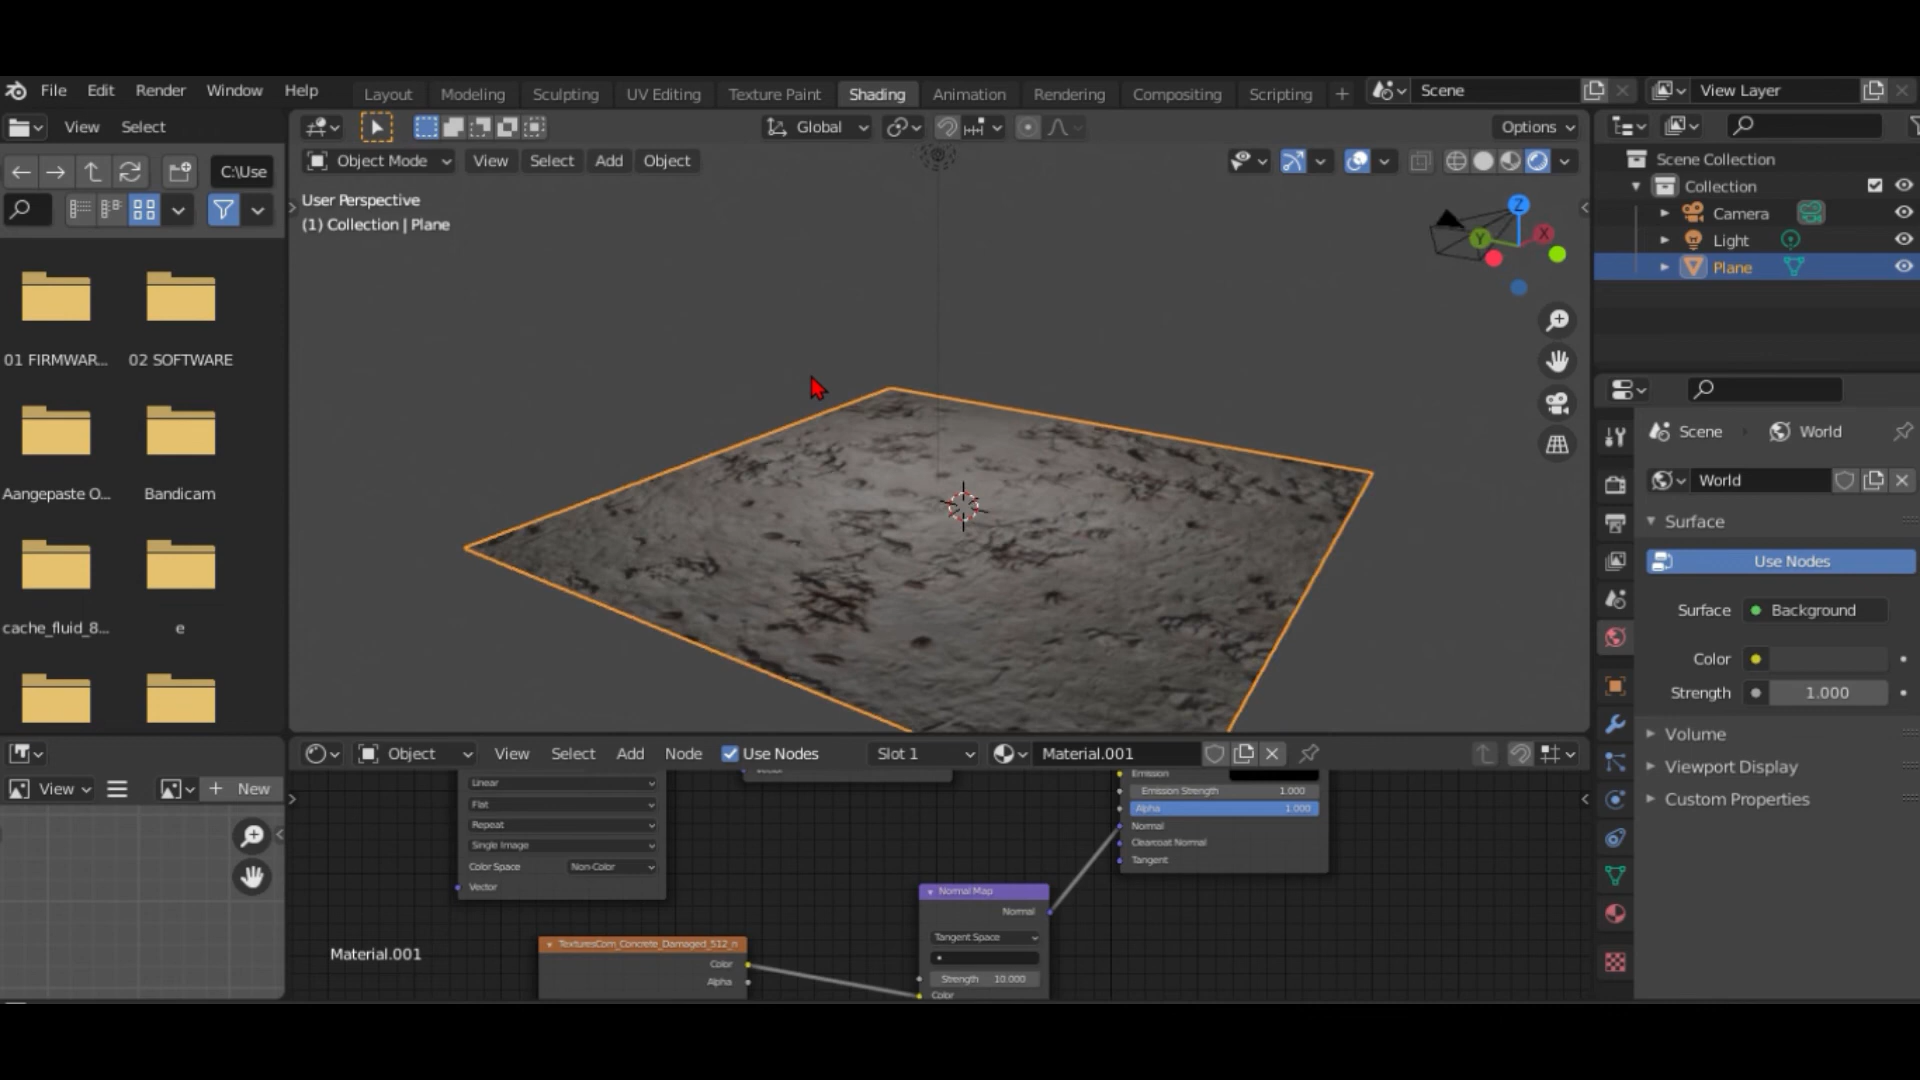 File Edit Render Window Help
Layout Modeling Sculpting UV Editing Texture Paint Shading Animation Rendering Compositing Scripting +
Scene
View Layer
View Select
Global
Options
C:\Use
Object Mode View Select Add Object
User Perspective
(1) Collection | Plane
Z
Y
X
01 FIRMWAR...
02 SOFTWARE
Aangepaste O...
Bandicam
cache_fluid_8...
e
Scene Collection
Collection
Camera
Light
Plane
Scene
World
World
Surface
Use Nodes
Surface
Background
Color
Strength
1.000
Volume
Viewport Display
Custom Properties
Object View Select Add Node Use Nodes Slot 1 Material.001
View
+ New
Linear
Flat
Repeat
Single Image
Color Space Non-Color
Vector
Emission
Emission Strength 1.000
Alpha 1.000
Normal
Clearcoat Normal
Tangent
Normal Map
Normal
Tangent Space
Strength 10.000
Color
TexturesCom_Concrete_Damaged_512_n
Color
Alpha
Material.001